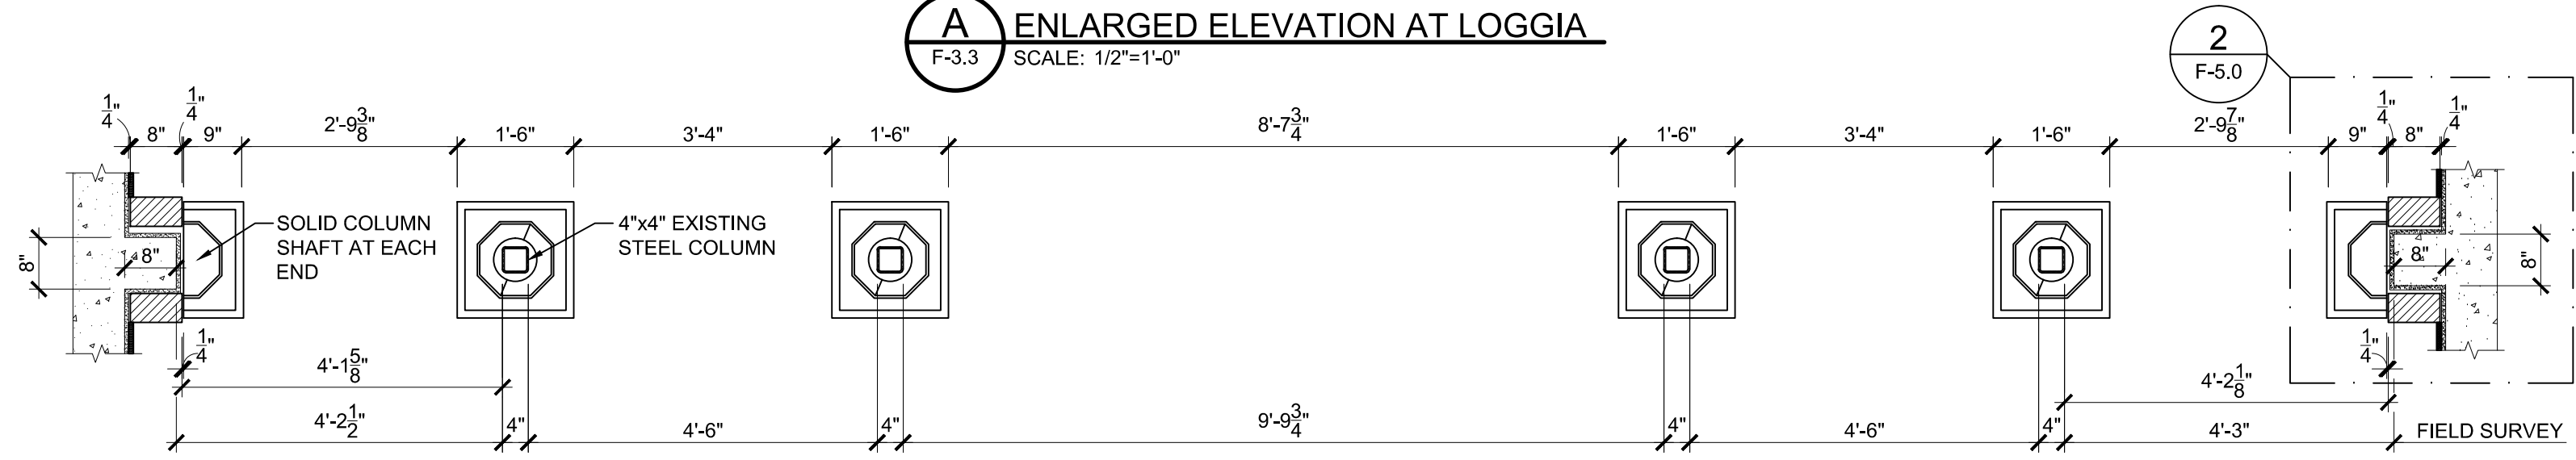 A
F-3.3
ENLARGED ELEVATION AT LOGGIA
SCALE: 1/2"=1'-0"
2
F-5.0
1/4" 8" 1/4" 9" 2'-9 3/8" 1'-6" 3'-4" 1'-6" 8'-7 3/4" 1'-6" 3'-4" 1'-6" 2'-9 7/8" 9" 1/4" 8" 1/4"
SOLID COLUMN
SHAFT AT EACH
END
4"x4" EXISTING
STEEL COLUMN
8" 8" 8" 8"
1/4" 1/4"
4'-1 5/8" 4'-2 1/8"
4'-2 1/2" 4" 4'-6" 4" 9'-9 3/4" 4" 4'-6" 4" 4'-3" FIELD SURVEY